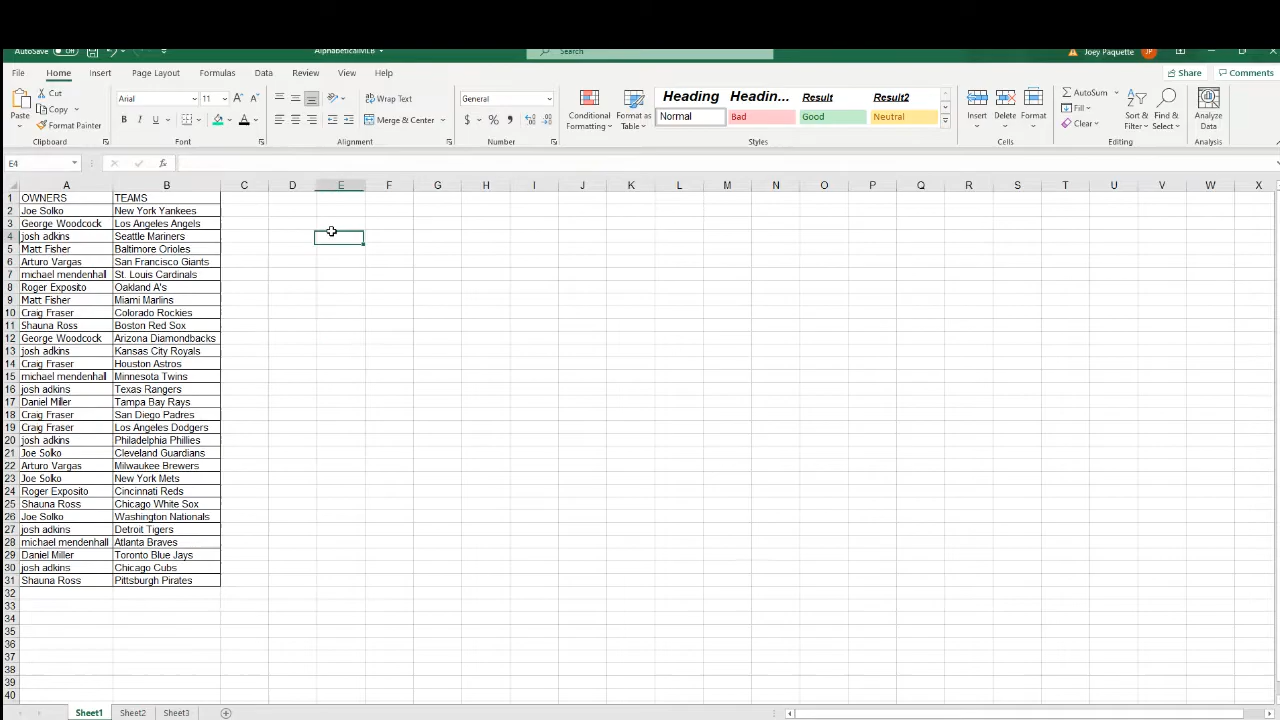 AutoSave Off AlphabeticalMLB Search Joey Paquette JP
File Home Insert Page Layout Formulas Data Review View Help Share Comments
Paste Cut Copy Format Painter Clipboard
Arial 11 B I U A Font
Wrap Text Merge & Center Alignment
General $ % Number
Conditional Formatting Format as Table
Heading Headin... Result Result2
Normal Bad Good Neutral Styles
Insert Delete Format Cells
AutoSum Fill Clear Sort & Filter Find & Select Editing
Analyze Data Analysis
E4 fx
A B C D E F G H I J K L M N O P Q R S T U V W X
1 OWNERS TEAMS
2 Joe Solko New York Yankees
3 George Woodcock Los Angeles Angels
4 josh adkins Seattle Mariners
5 Matt Fisher Baltimore Orioles
6 Arturo Vargas San Francisco Giants
7 michael mendenhall St. Louis Cardinals
8 Roger Exposito Oakland A's
9 Matt Fisher Miami Marlins
10 Craig Fraser Colorado Rockies
11 Shauna Ross Boston Red Sox
12 George Woodcock Arizona Diamondbacks
13 josh adkins Kansas City Royals
14 Craig Fraser Houston Astros
15 michael mendenhall Minnesota Twins
16 josh adkins Texas Rangers
17 Daniel Miller Tampa Bay Rays
18 Craig Fraser San Diego Padres
19 Craig Fraser Los Angeles Dodgers
20 josh adkins Philadelphia Phillies
21 Joe Solko Cleveland Guardians
22 Arturo Vargas Milwaukee Brewers
23 Joe Solko New York Mets
24 Roger Exposito Cincinnati Reds
25 Shauna Ross Chicago White Sox
26 Joe Solko Washington Nationals
27 josh adkins Detroit Tigers
28 michael mendenhall Atlanta Braves
29 Daniel Miller Toronto Blue Jays
30 josh adkins Chicago Cubs
31 Shauna Ross Pittsburgh Pirates
32
33
34
35
36
37
38
39
40
Sheet1 Sheet2 Sheet3